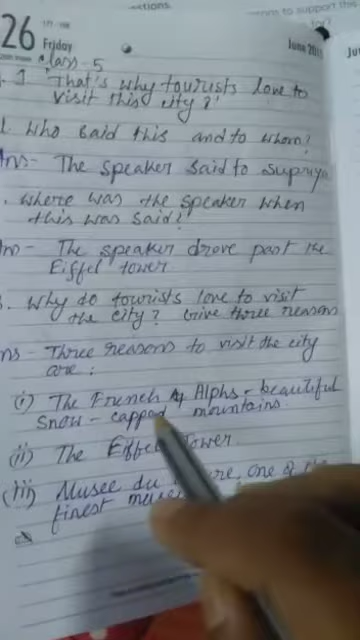 26 Friday
June 20
Class-5
1 "That's why tourists love to
visit this city".
1. Who said this and to whom?
Ans- The speaker said to Supriya
. Where was the speaker when
this was said?
Ans- The speaker drove past the
Eiffel tower
3. Why do tourists love to visit
the city? Give three reasons
Ans- Three reasons to visit the city
are:
(i) The French Alphs - beautiful
snow-capped mountains.
(ii) The Eiffel Tower
(iii) Musee du one of
finest